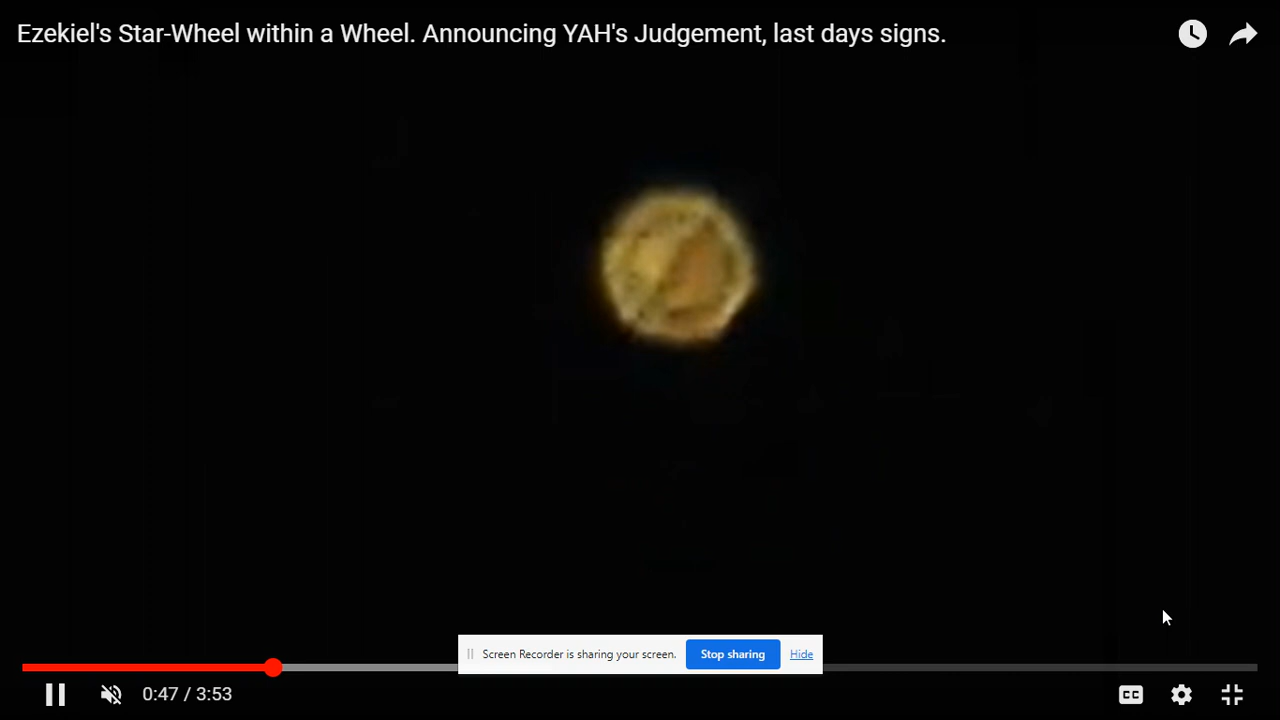 Ezekiel's Star-Wheel within a Wheel. Announcing YAH's Judgement, last days signs.
Screen Recorder is sharing your screen. Stop sharing Hide
0:47 / 3:53 CC